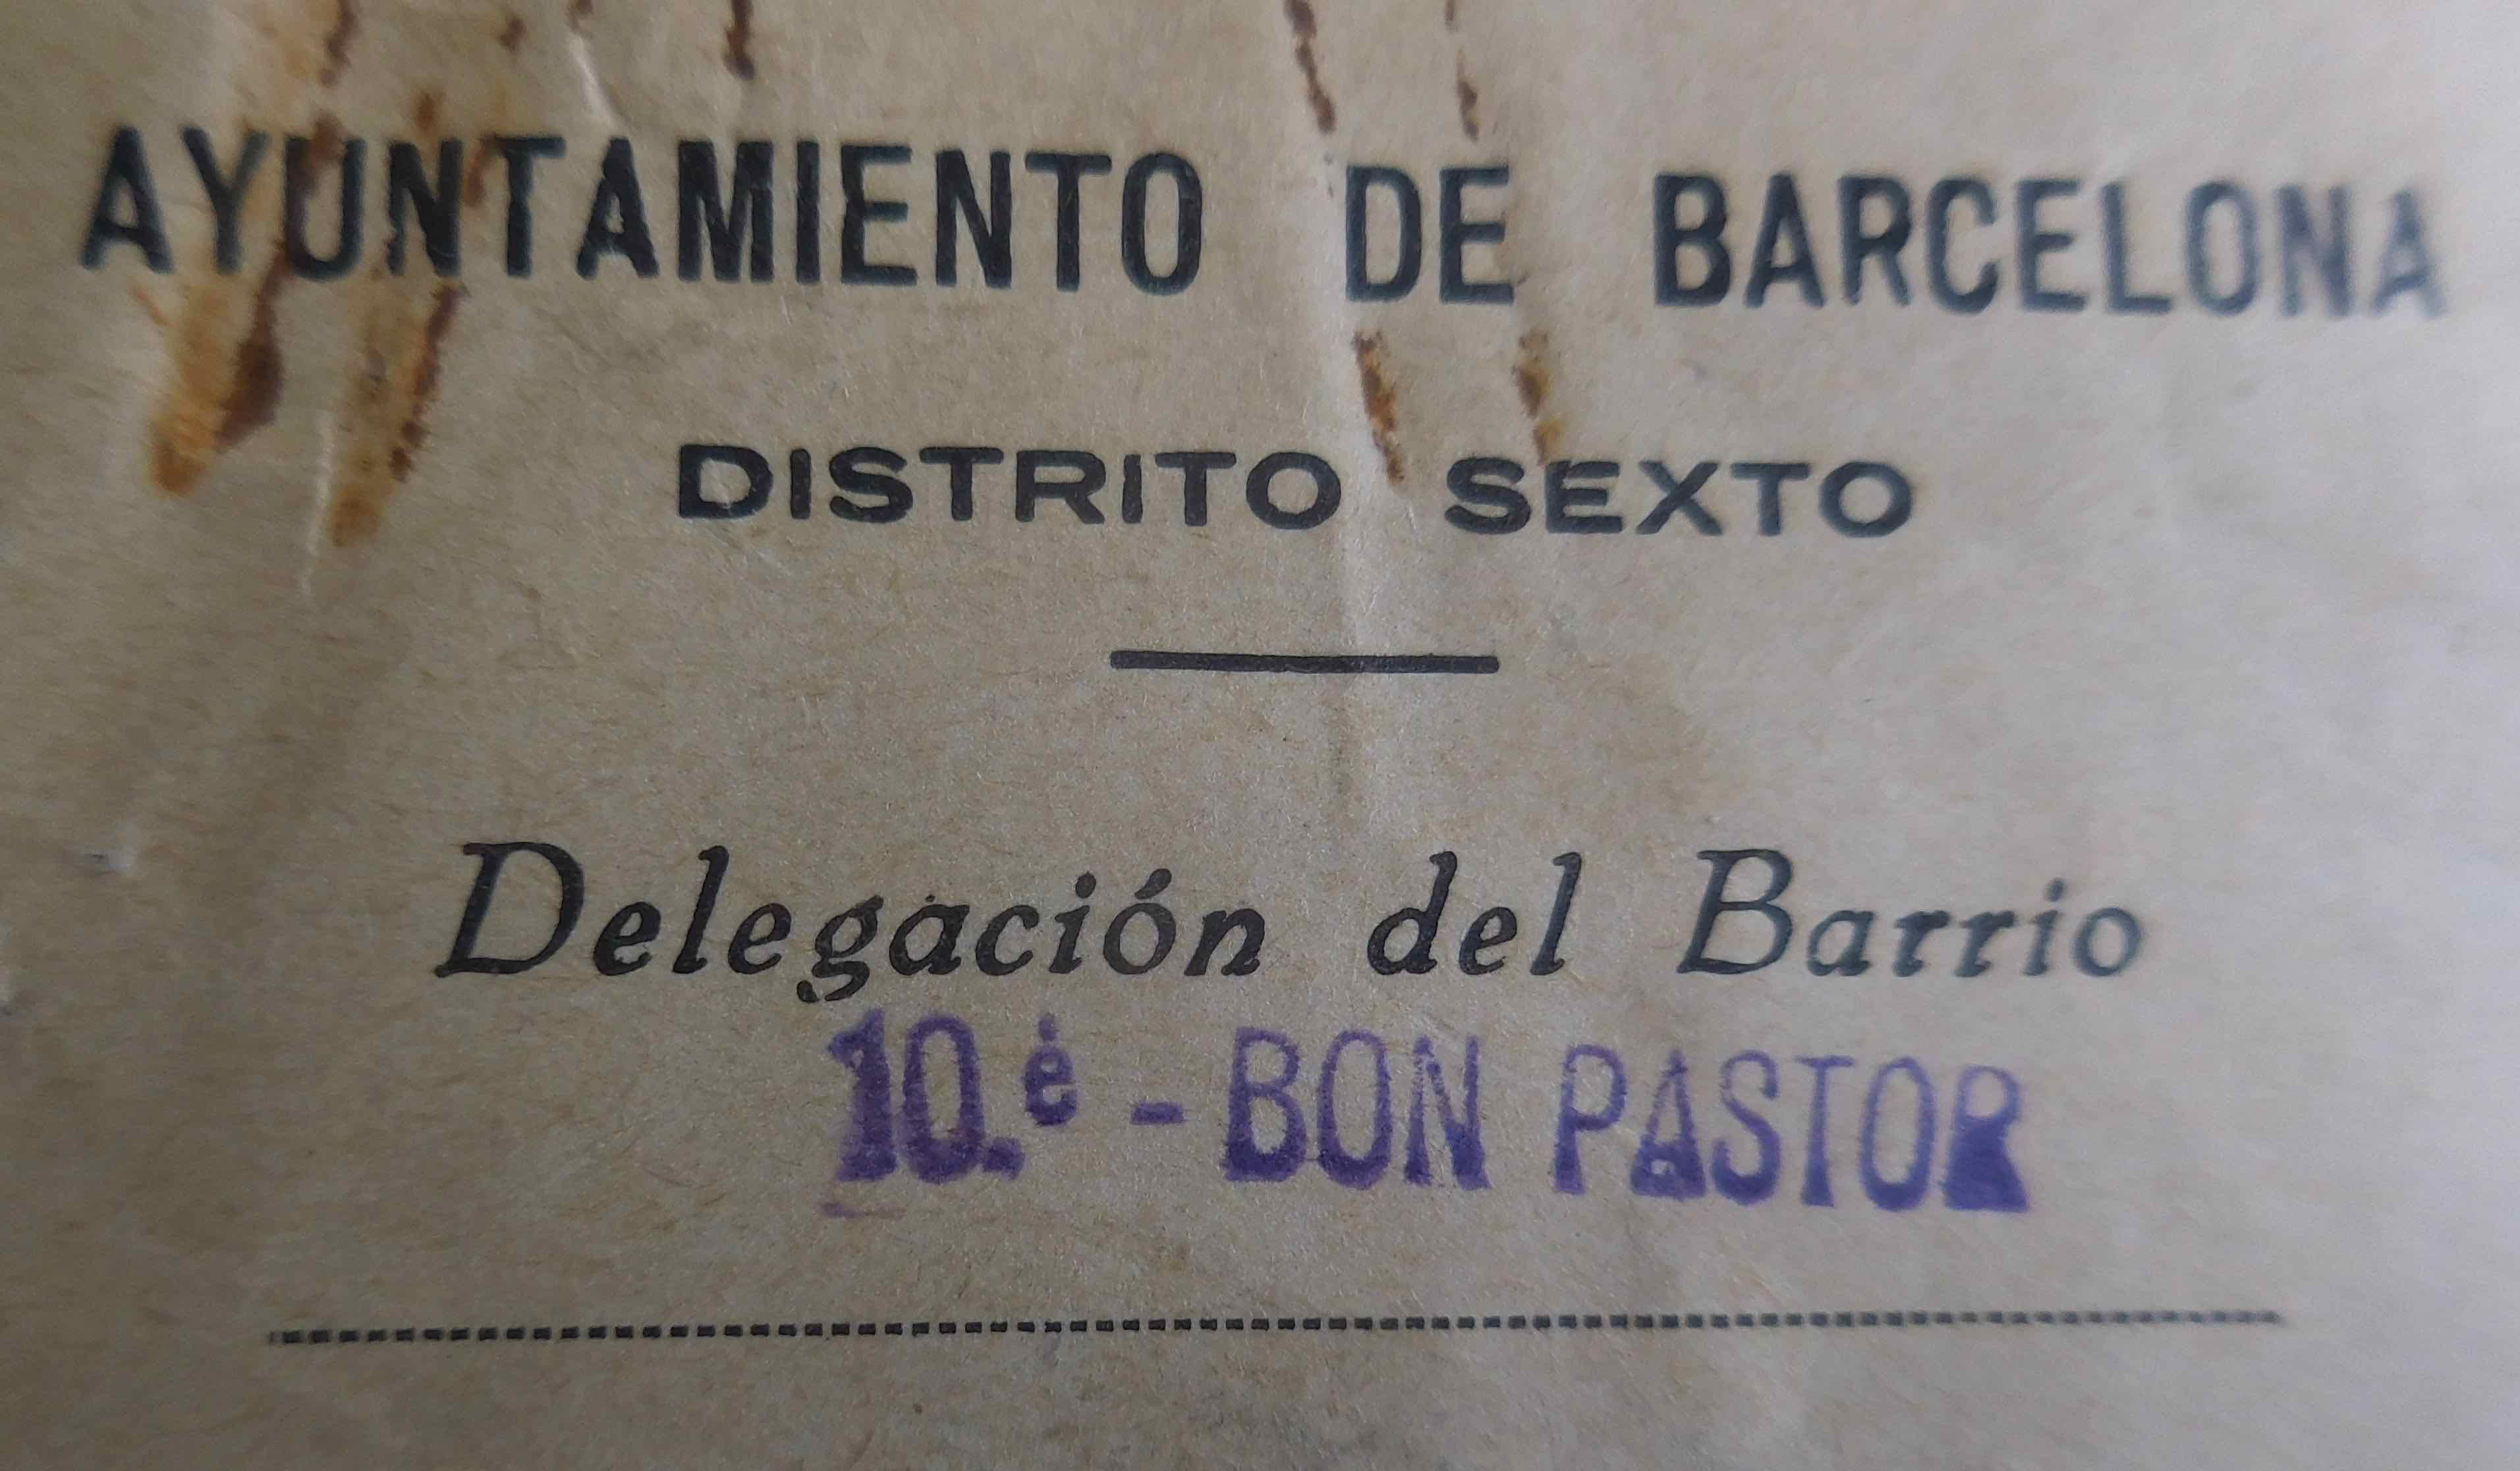 AYUNTAMIENTO DE BARCELONA
DISTRITO SEXTO
Delegación del Barrio
10.è - BON PASTOR